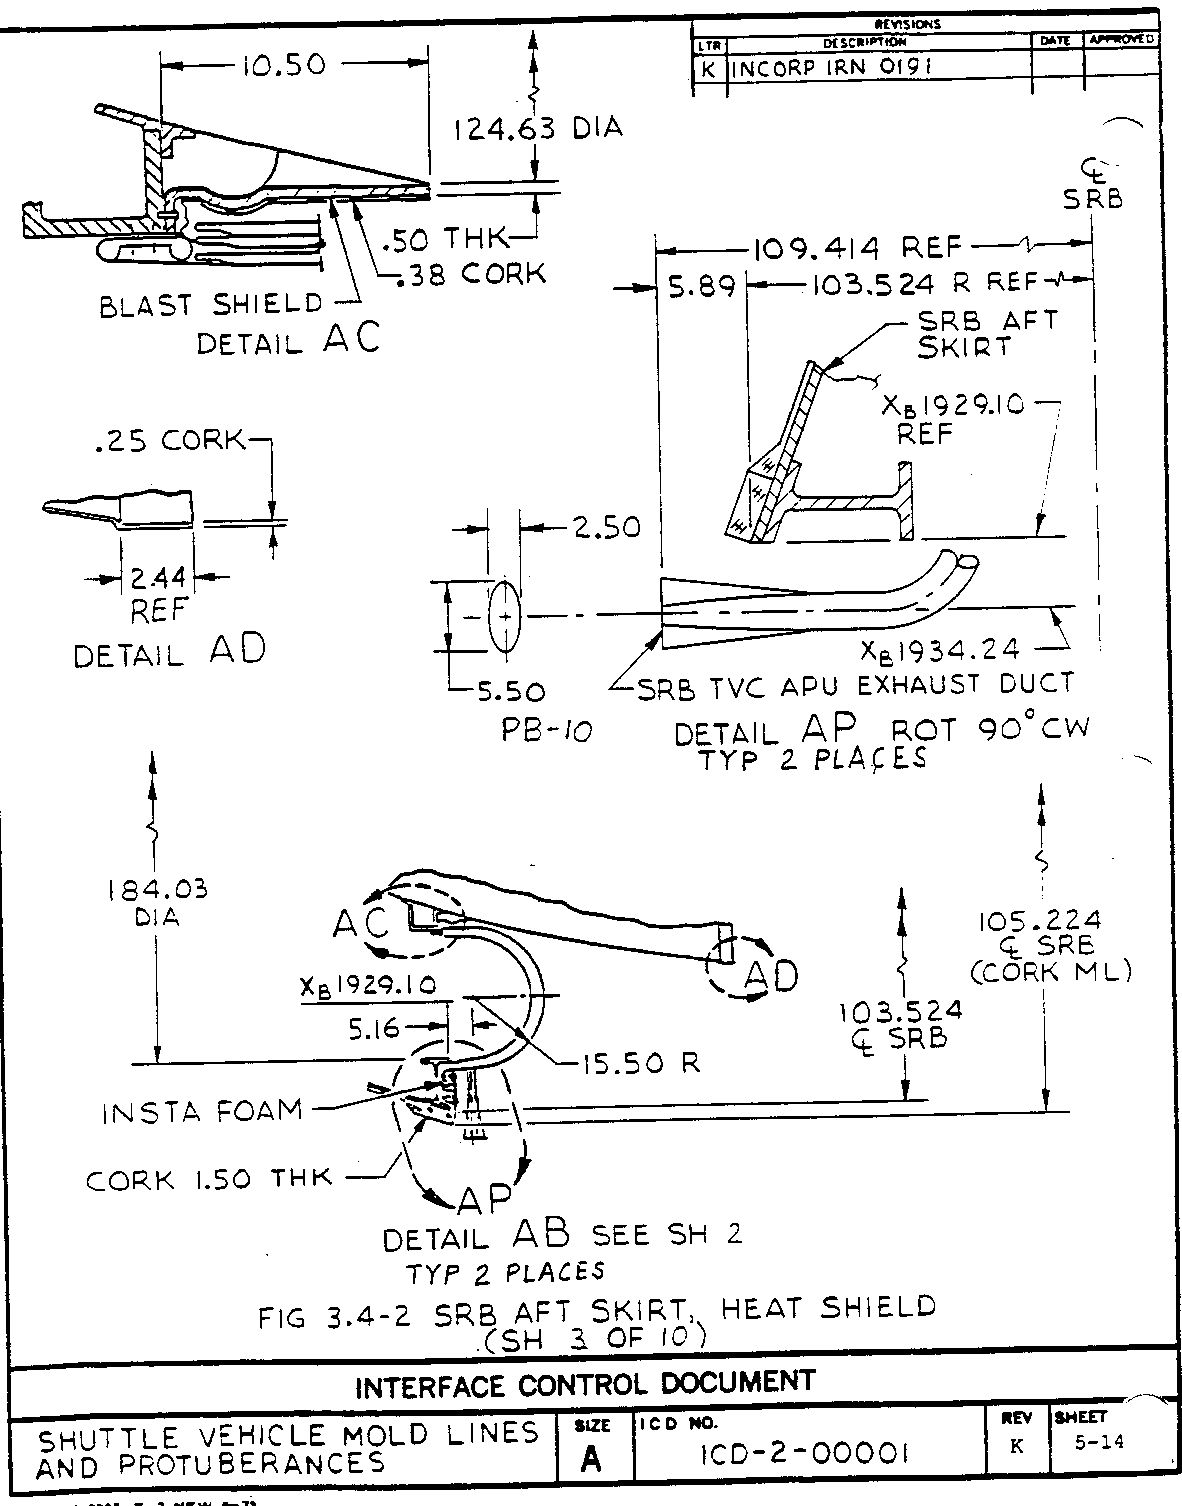 REVISIONS
LTR DESCRIPTION DATE APPROVED
K INCORP IRN 0191
10.50
124.63 DIA
.50 THK
.38 CORK
BLAST SHIELD
DETAIL AC
℄
SRB
109.414 REF
5.89 103.524 R REF
SRB AFT
SKIRT
XB1929.10
REF
.25 CORK
2.44
REF
DETAIL AD
2.50
5.50
PB-10
XB1934.24
SRB TVC APU EXHAUST DUCT
DETAIL AP ROT 90° CW
TYP 2 PLACES
184.03
DIA
AC
AD
XB1929.10
5.16
15.50 R
105.224
℄ SRB
(CORK ML)
103.524
℄ SRB
INSTA FOAM
CORK 1.50 THK
AP
DETAIL AB SEE SH 2
TYP 2 PLACES
FIG 3.4-2 SRB AFT SKIRT, HEAT SHIELD
(SH 3 OF 10)
INTERFACE CONTROL DOCUMENT
SHUTTLE VEHICLE MOLD LINES
AND PROTUBERANCES
SIZE
A
ICD NO.
ICD-2-00001
REV
K
SHEET
5-14